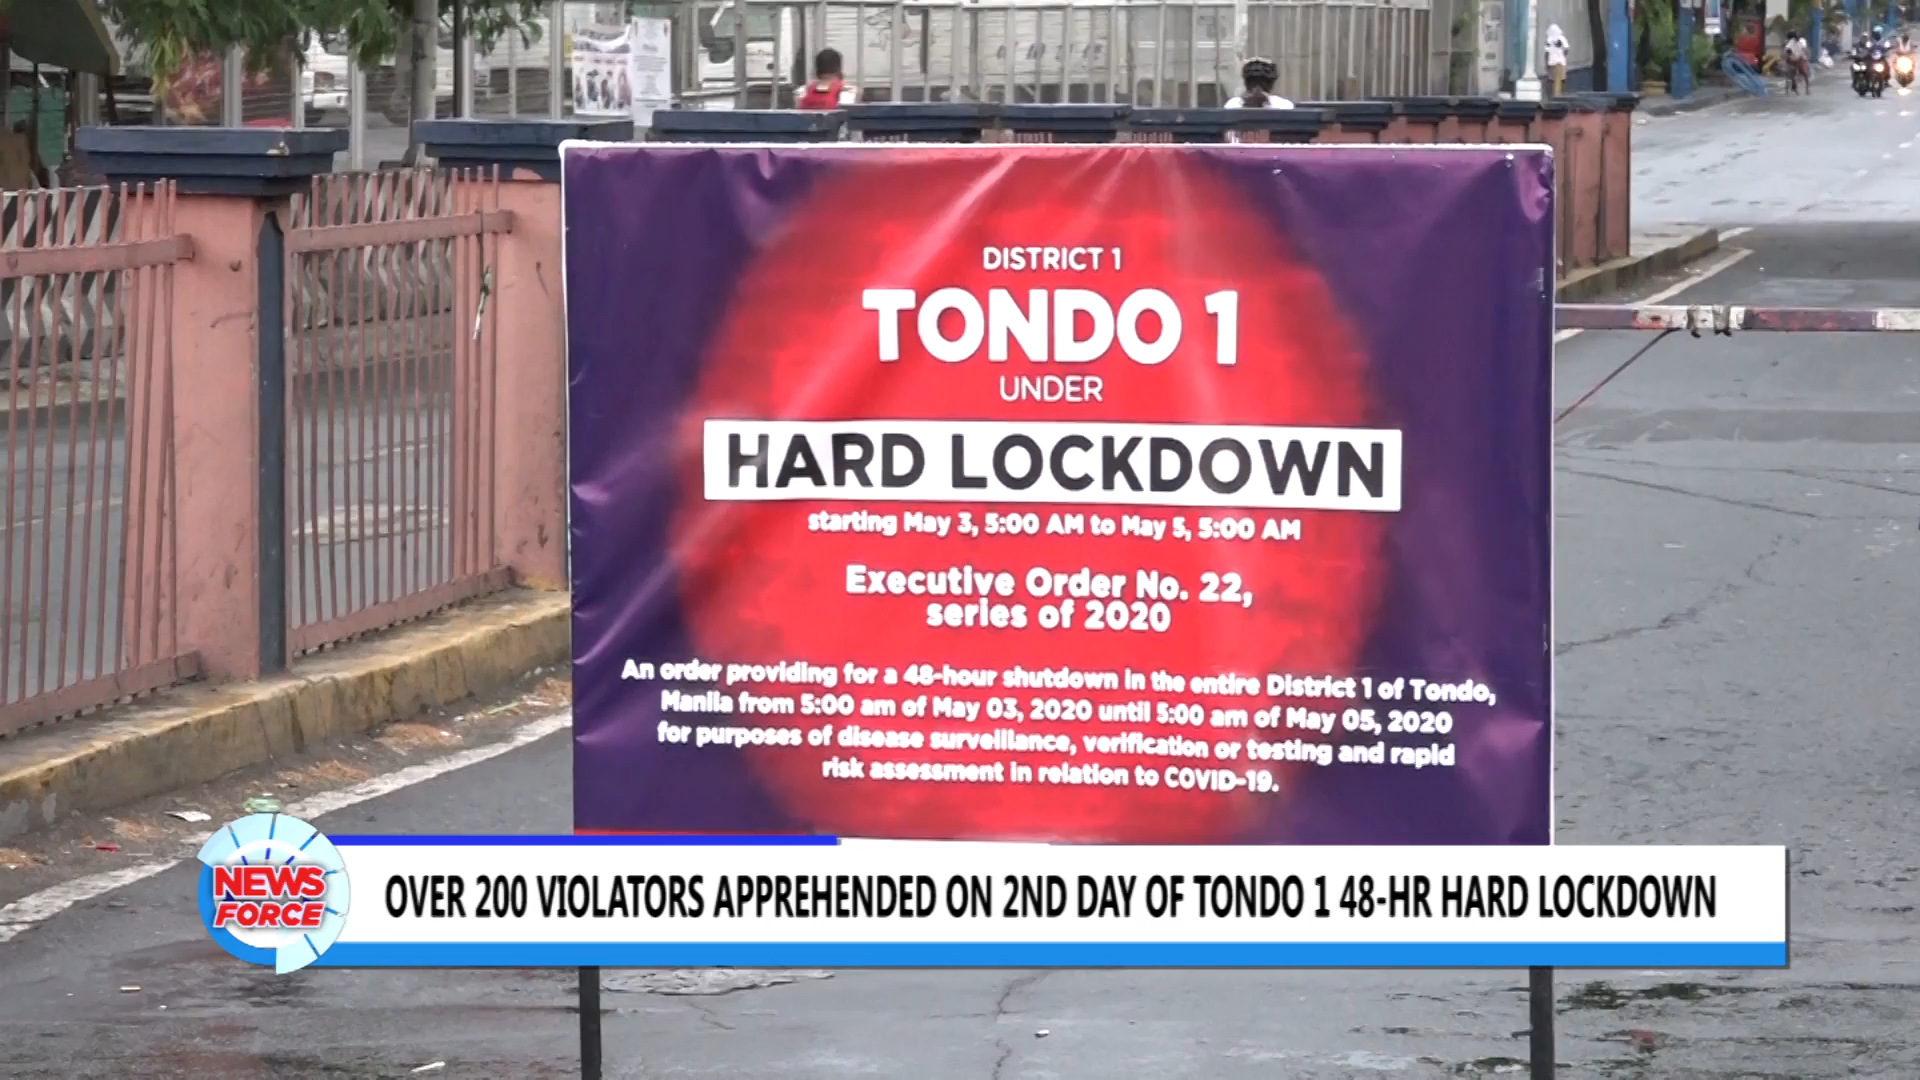 DISTRICT 1
TONDO 1
UNDER
HARD LOCKDOWN
starting May 3, 5:00 AM to May 5, 5:00 AM
Executive Order No. 22,
series of 2020
An order providing for a 48-hour shutdown in the entire District 1 of Tondo,
Manila from 5:00 am of May 03, 2020 until 5:00 am of May 05, 2020
for purposes of disease surveillance, verification or testing and rapid
risk assessment in relation to COVID-19.
NEWS
FORCE
OVER 200 VIOLATORS APPREHENDED ON 2ND DAY OF TONDO 1 48-HR HARD LOCKDOWN